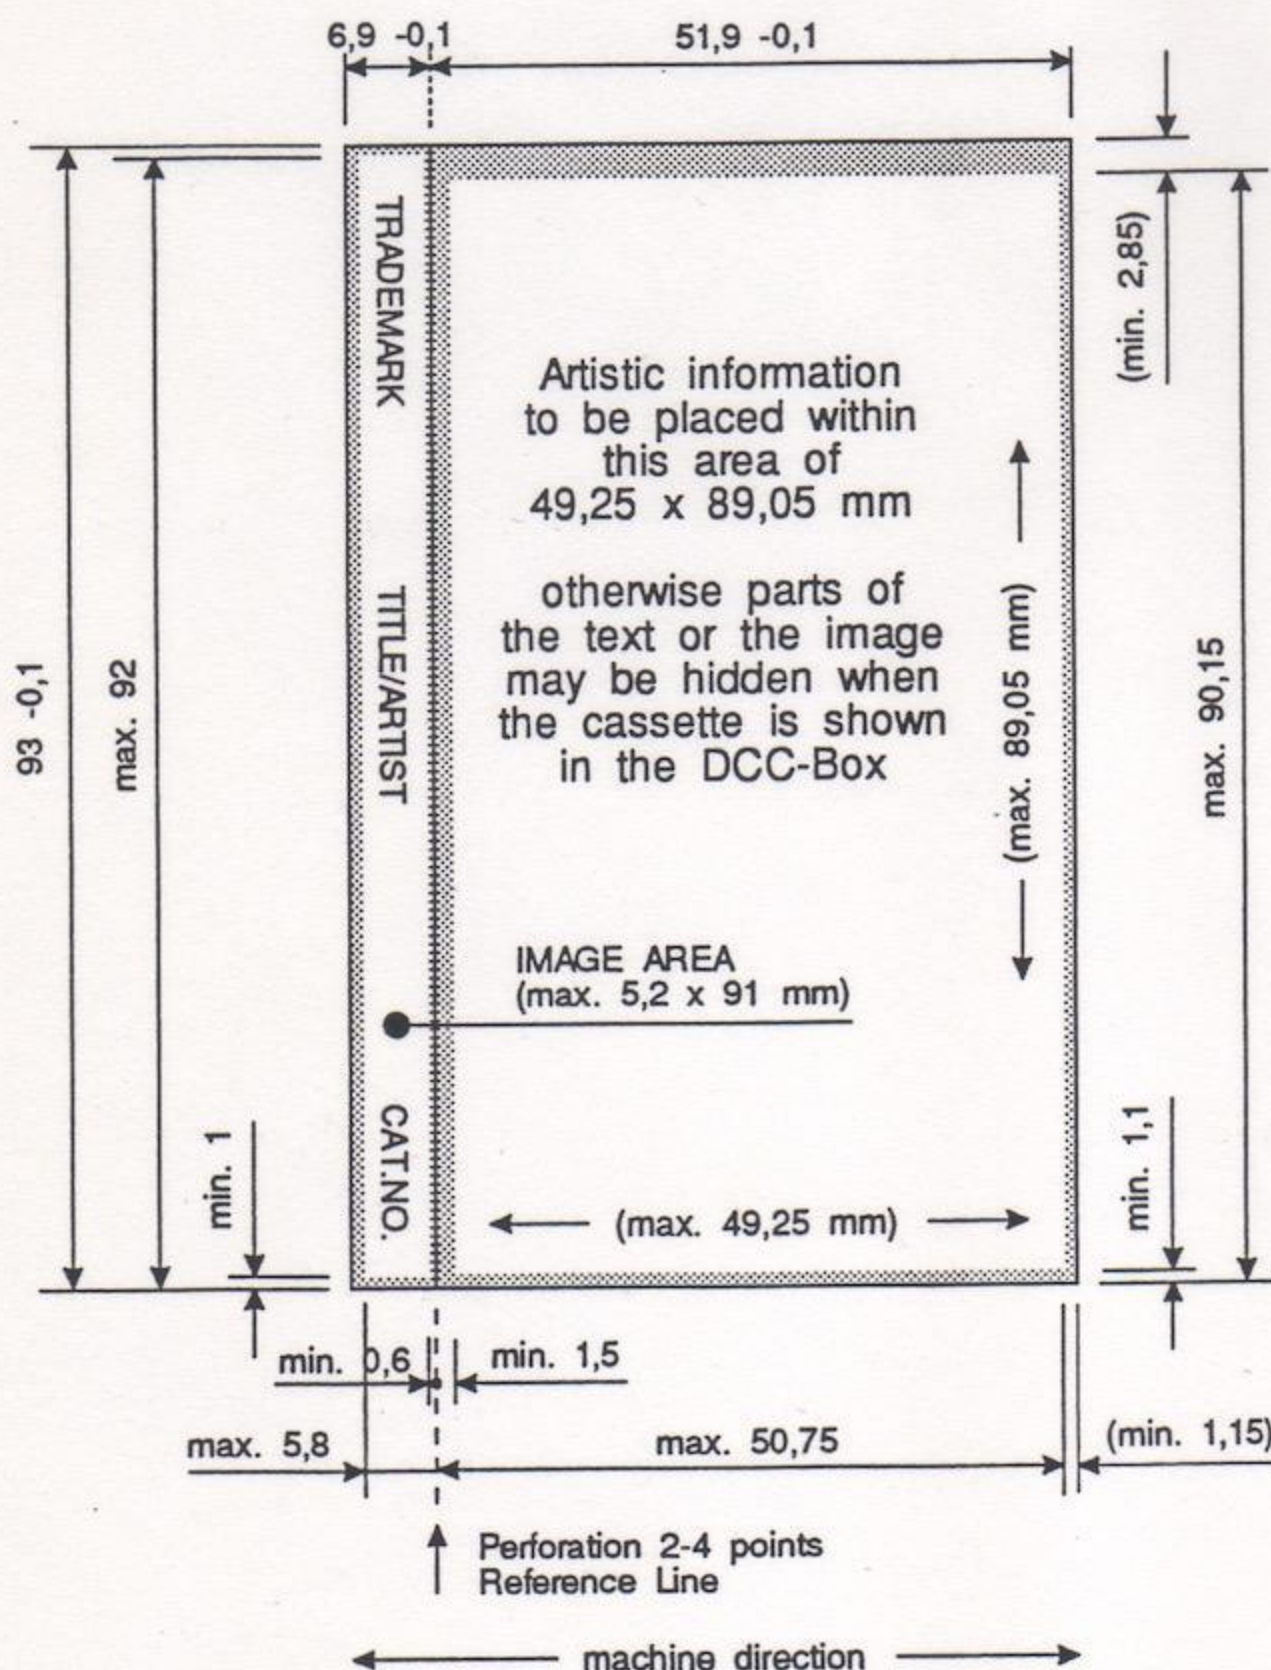 6,9 -0,1
51,9 -0,1
TRADEMARK
(min. 2,85)
Artistic information
to be placed within
this area of
49,25 x 89,05 mm
otherwise parts of
the text or the image
may be hidden when
the cassette is shown
in the DCC-Box
TITLE/ARTIST
93 -0,1
max. 92
(max. 89,05 mm)
max. 90,15
IMAGE AREA
(max. 5,2 x 91 mm)
CAT.NO.
min. 1
min. 1,1
(max. 49,25 mm)
min. 0,6
min. 1,5
max. 5,8
max. 50,75
(min. 1,15)
Perforation 2-4 points
Reference Line
machine direction